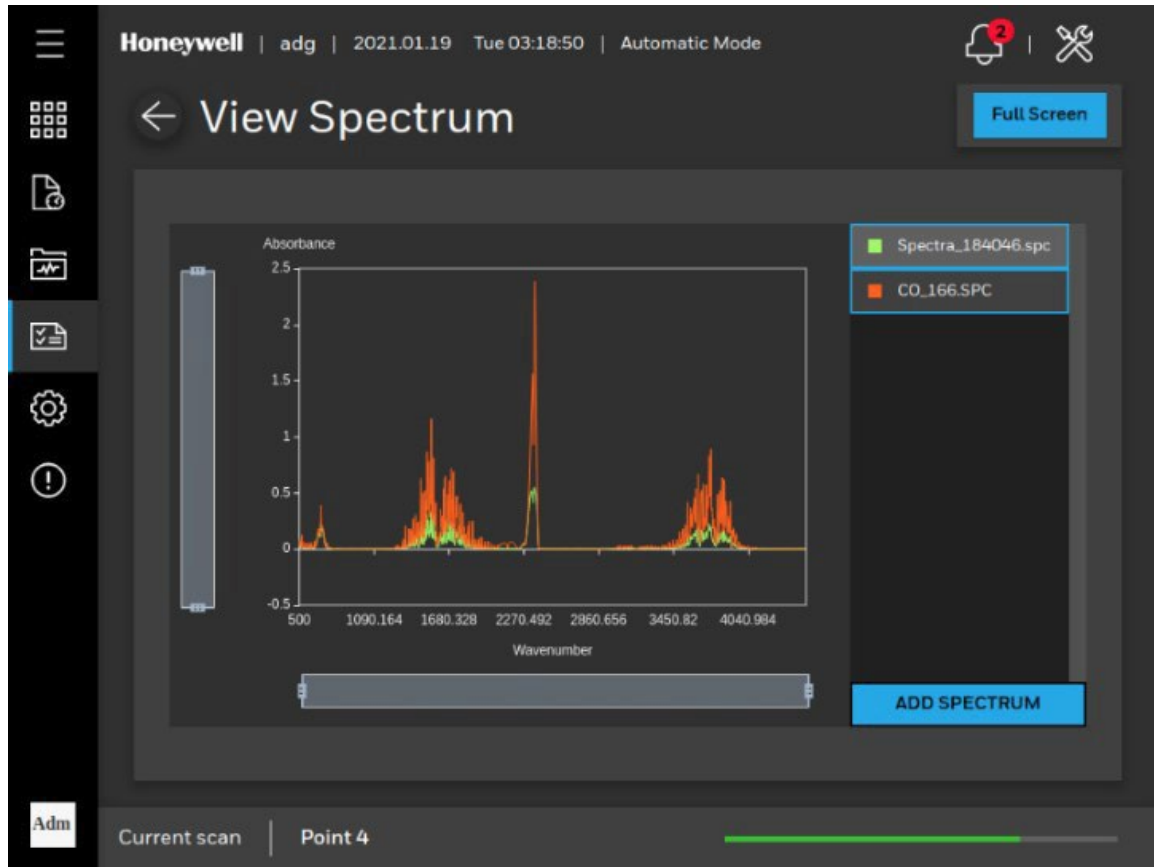 Honeywell | adg | 2021.01.19 Tue 03:18:50 | Automatic Mode
2
View Spectrum
Full Screen
Absorbance
2.5
2
1.5
1
0.5
0
-0.5
500 1090.164 1680.328 2270.492 2860.656 3450.82 4040.984
Wavenumber
Spectra_184046.spc
CO_166.SPC
ADD SPECTRUM
Adm
Current scan | Point 4